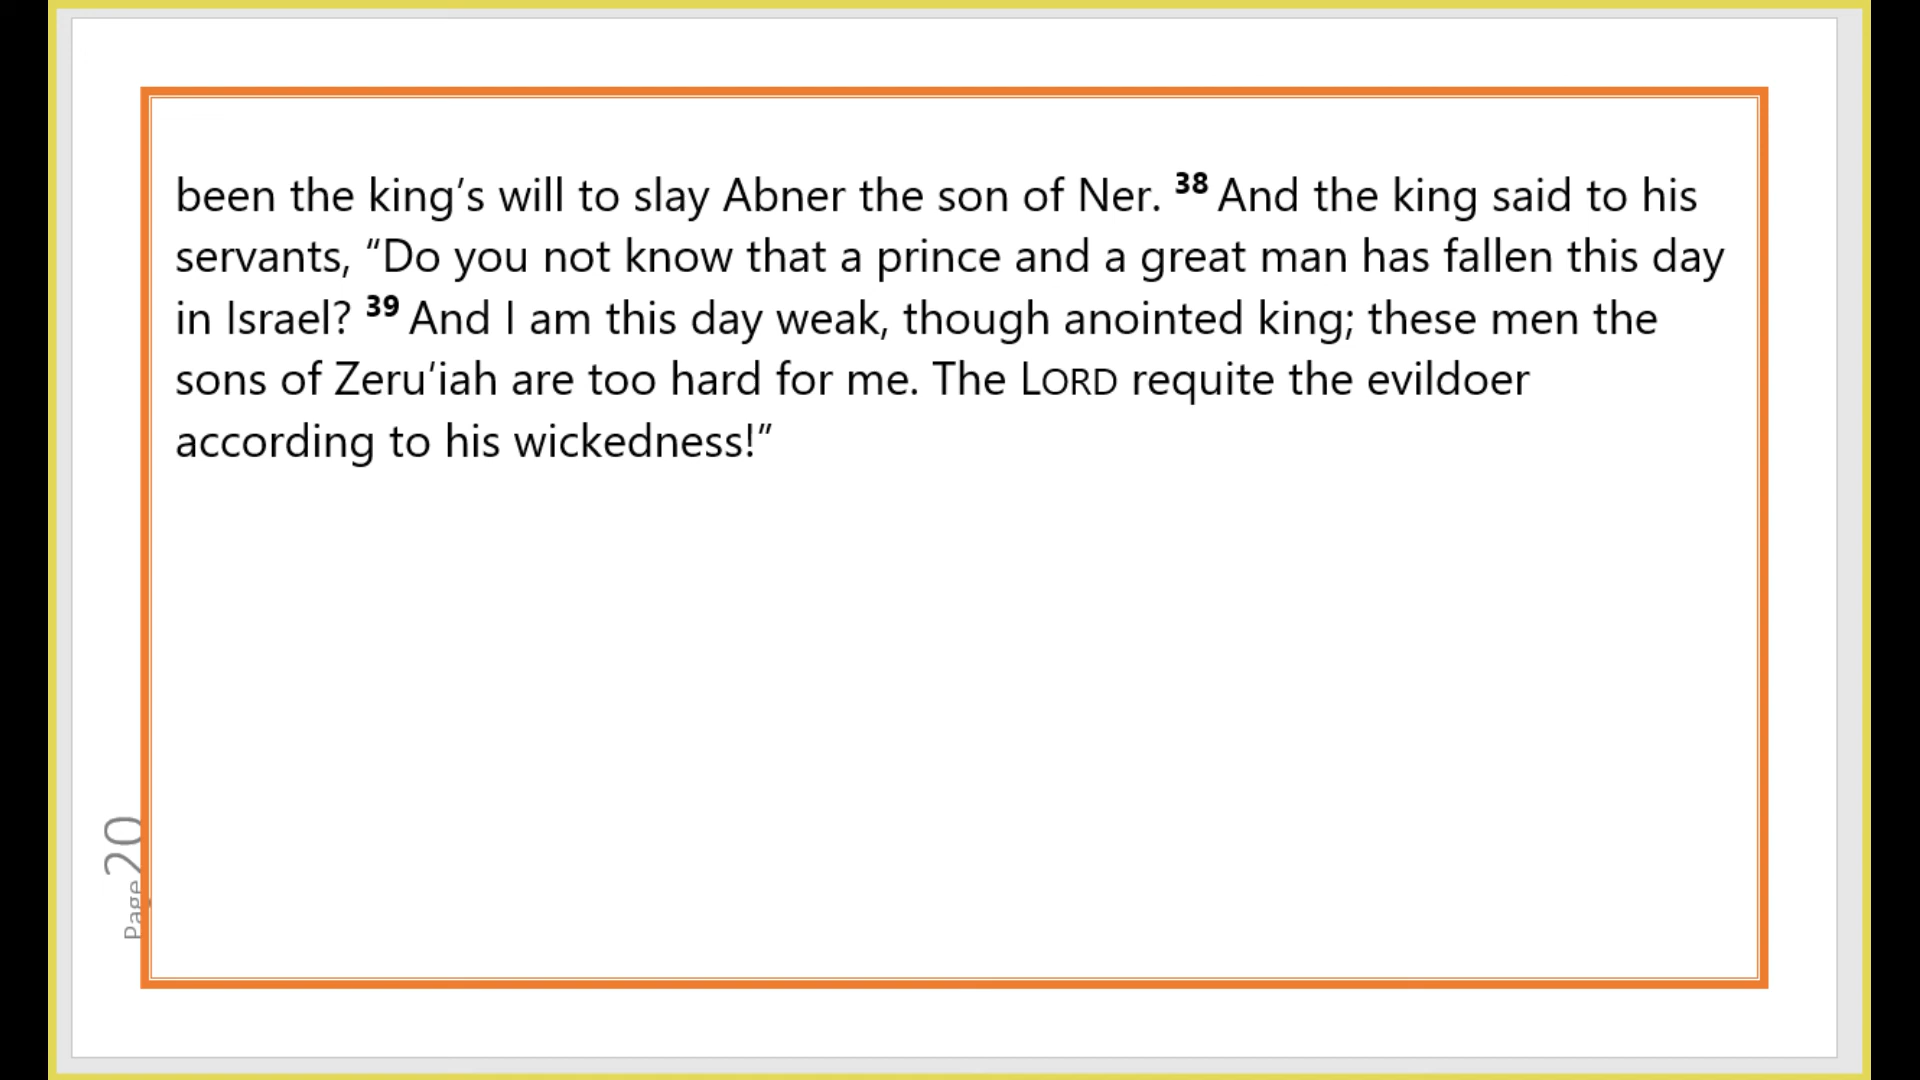 been the king’s will to slay Abner the son of Ner. 38 And the king said to his
servants, “Do you not know that a prince and a great man has fallen this day
in Israel? 39 And I am this day weak, though anointed king; these men the
sons of Zeru′iah are too hard for me. The LORD requite the evildoer
according to his wickedness!”
Page 20